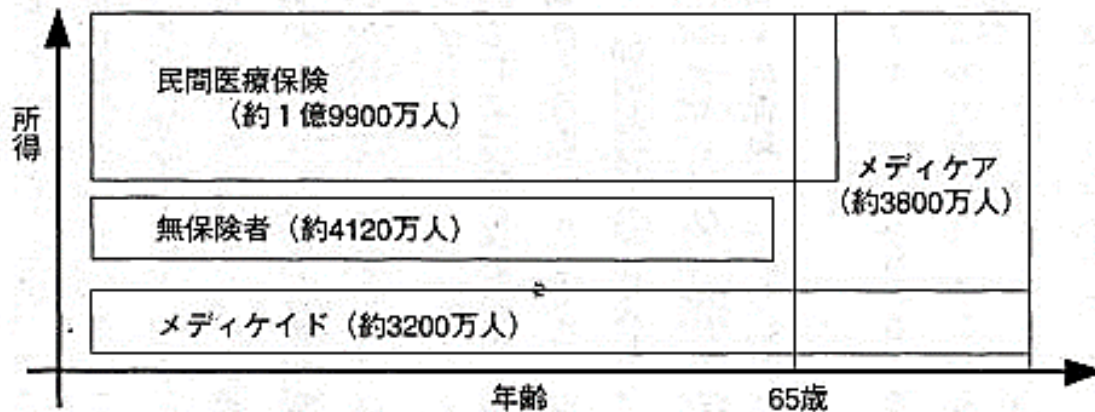 所得
民間医療保険
(約1億9900万人)
メディケア
(約3800万人)
無保険者(約4120万人)
メディケイド(約3200万人)
年齢
65歳